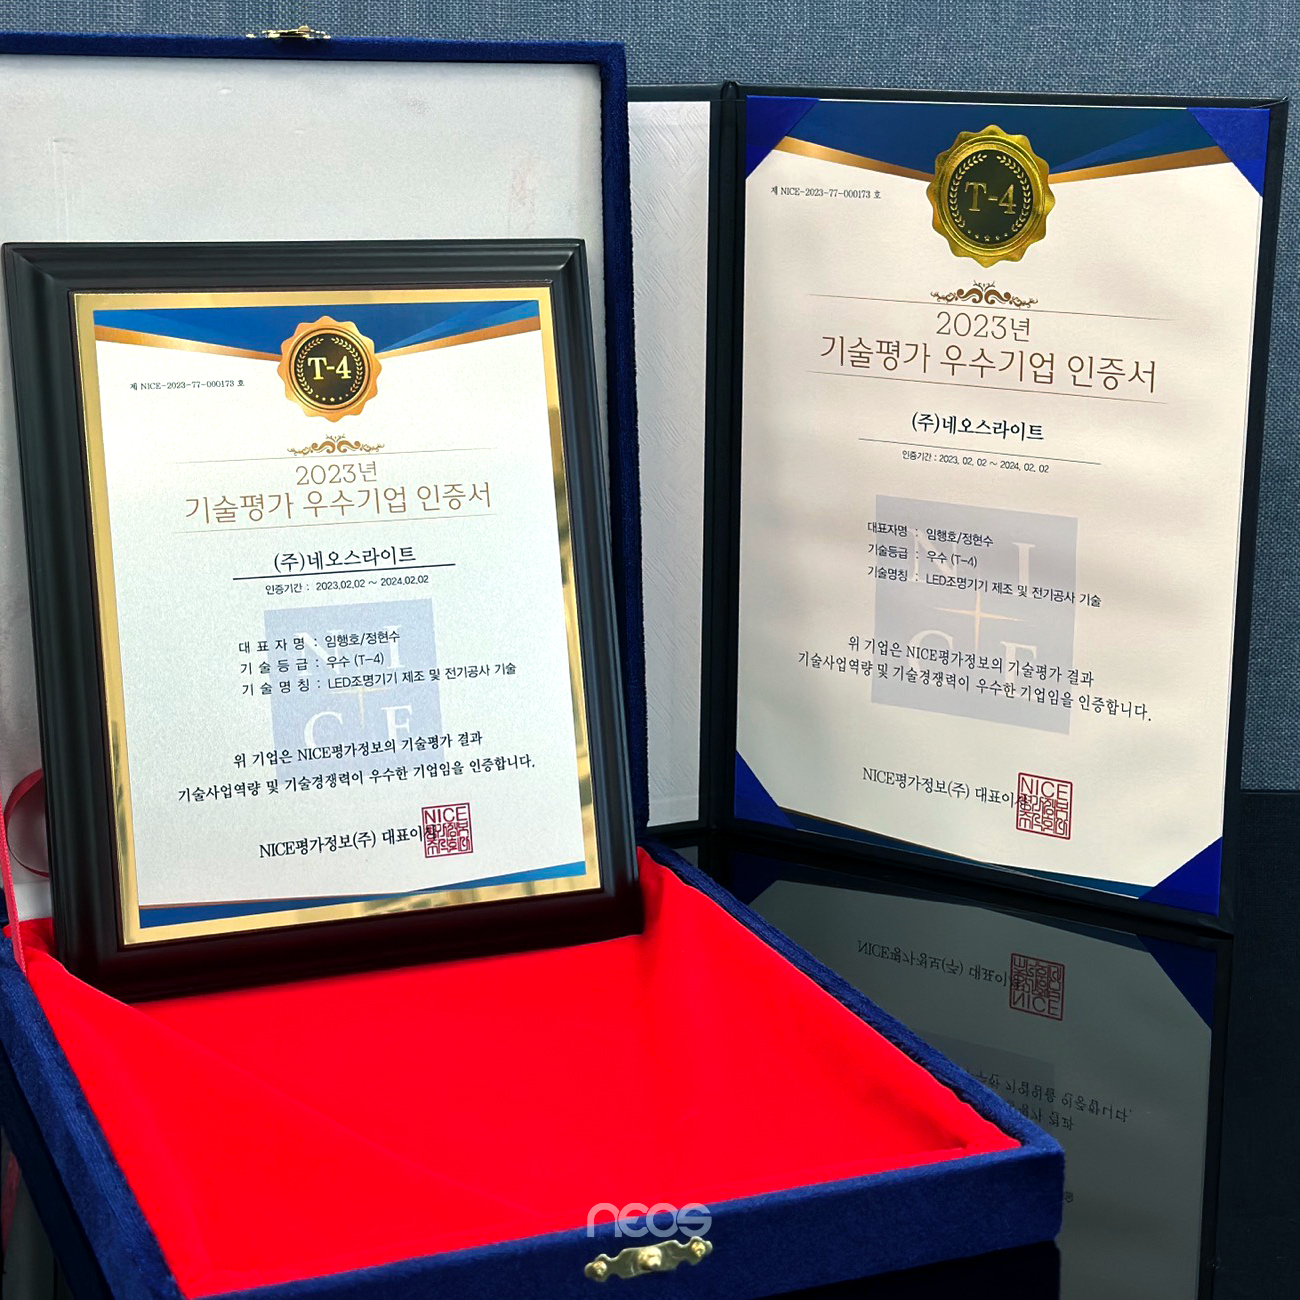 제 NICE-2023-77-000173 호
T-4
2023년
기술평가 우수기업 인증서
(주)네오스라이트
인증기간 : 2023.02.02 ~ 2024.02.02
대 표 자 명 : 임행호/정현수
기 술 등 급 : 우수 (T-4)
기 술 명 칭 : LED조명기기 제조 및 전기공사 기술
NICE
위 기업은 NICE평가정보의 기술평가 결과
기술사업역량 및 기술경쟁력이 우수한 기업임을 인증합니다.
NICE평가정보(주) 대표이
NICE
제 NICE-2023-77-000173 호
T-4
2023년
기술평가 우수기업 인증서
(주)네오스라이트
인증기간 : 2023. 02. 02 ~ 2024. 02. 02
대표자명 : 임행호/정현수
기술등급 : 우수 (T-4)
기술명칭 : LED조명기기 제조 및 전기공사 기술
NICE
위 기업은 NICE평가정보의 기술평가 결과
기술사업역량 및 기술경쟁력이 우수한 기업임을 인증합니다.
NICE평가정보(주) 대표이
NICE
neos